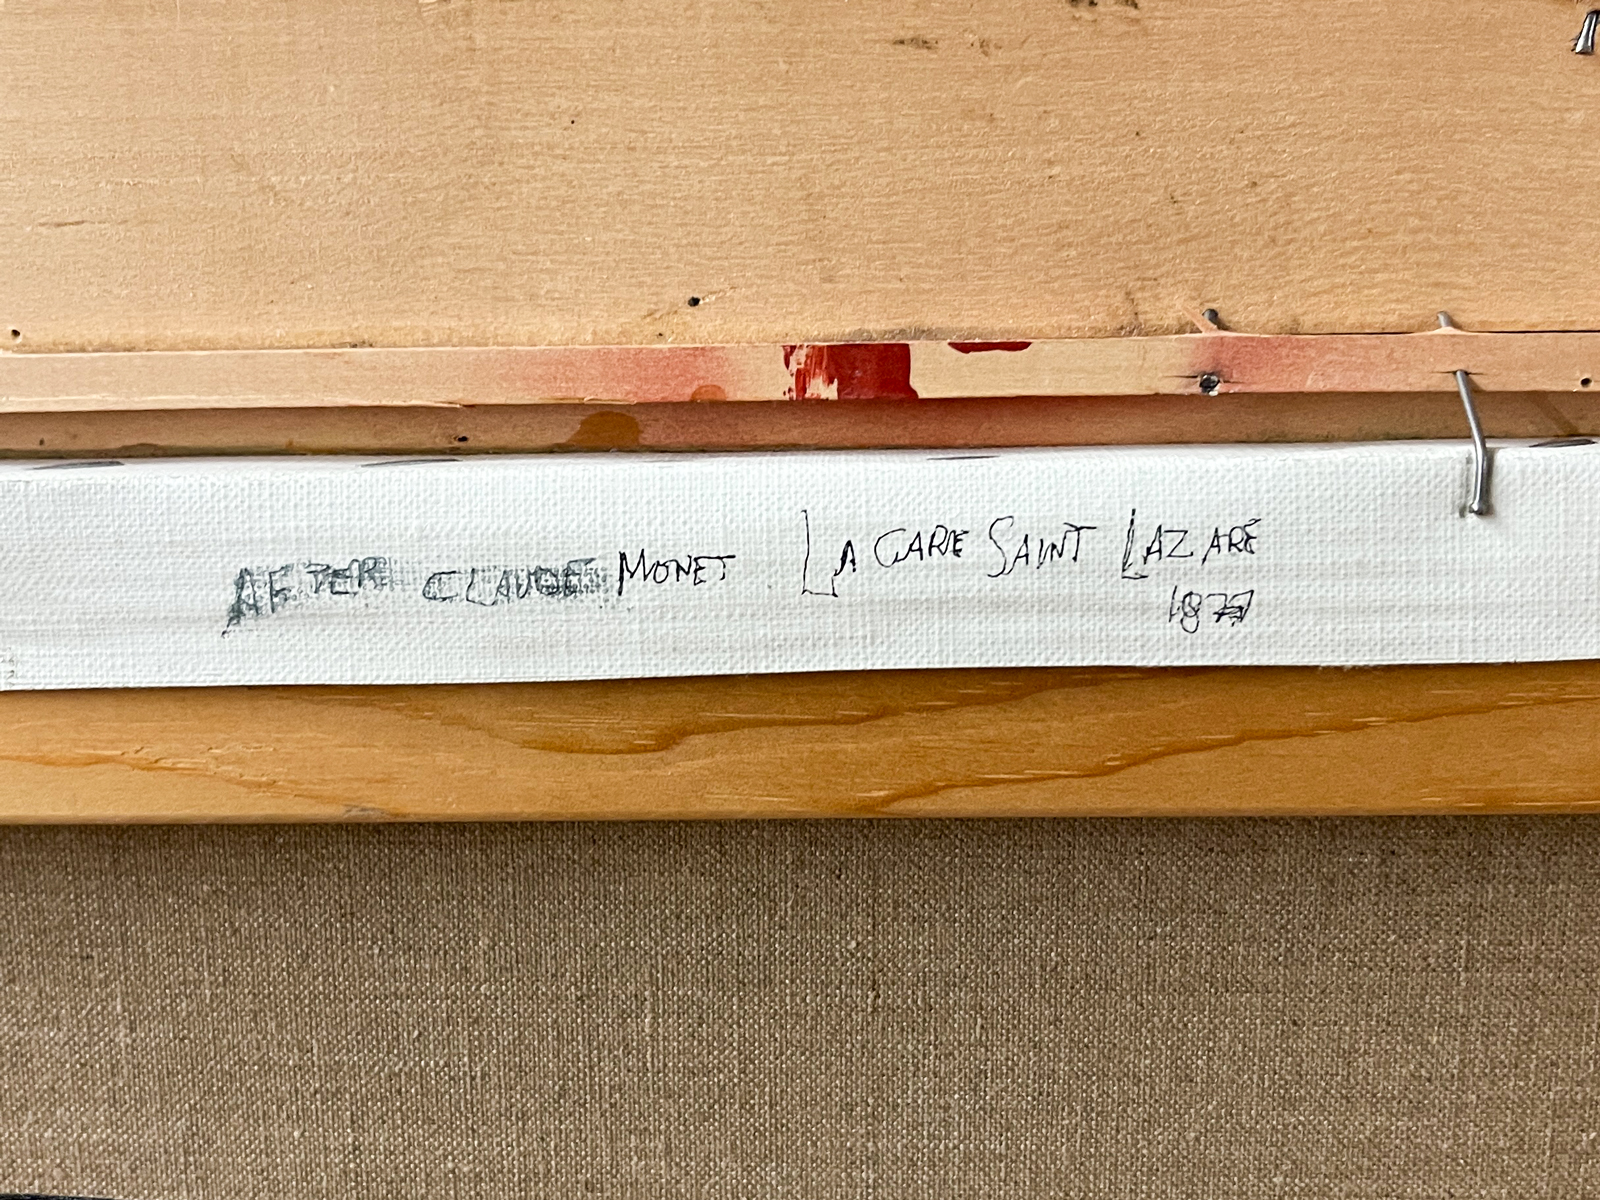 AFTER CLAUDE MONET LA GARE SAINT LAZARE
1877